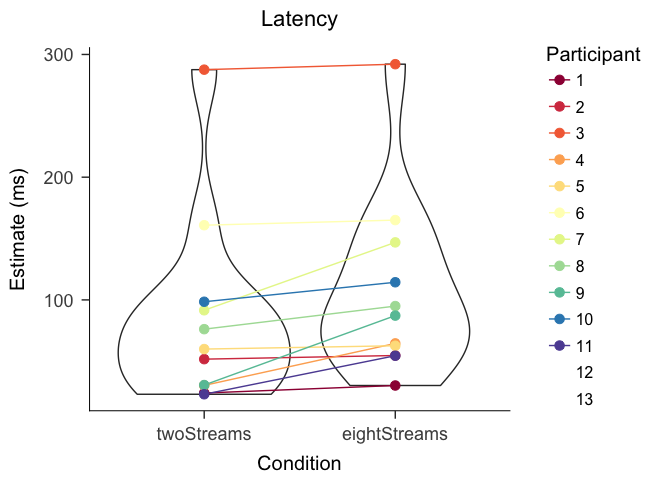 Latency
Estimate (ms)
300
200
100
twoStreams
eightStreams
Condition
Participant
1
2
3
4
5
6
7
8
9
10
11
12
13